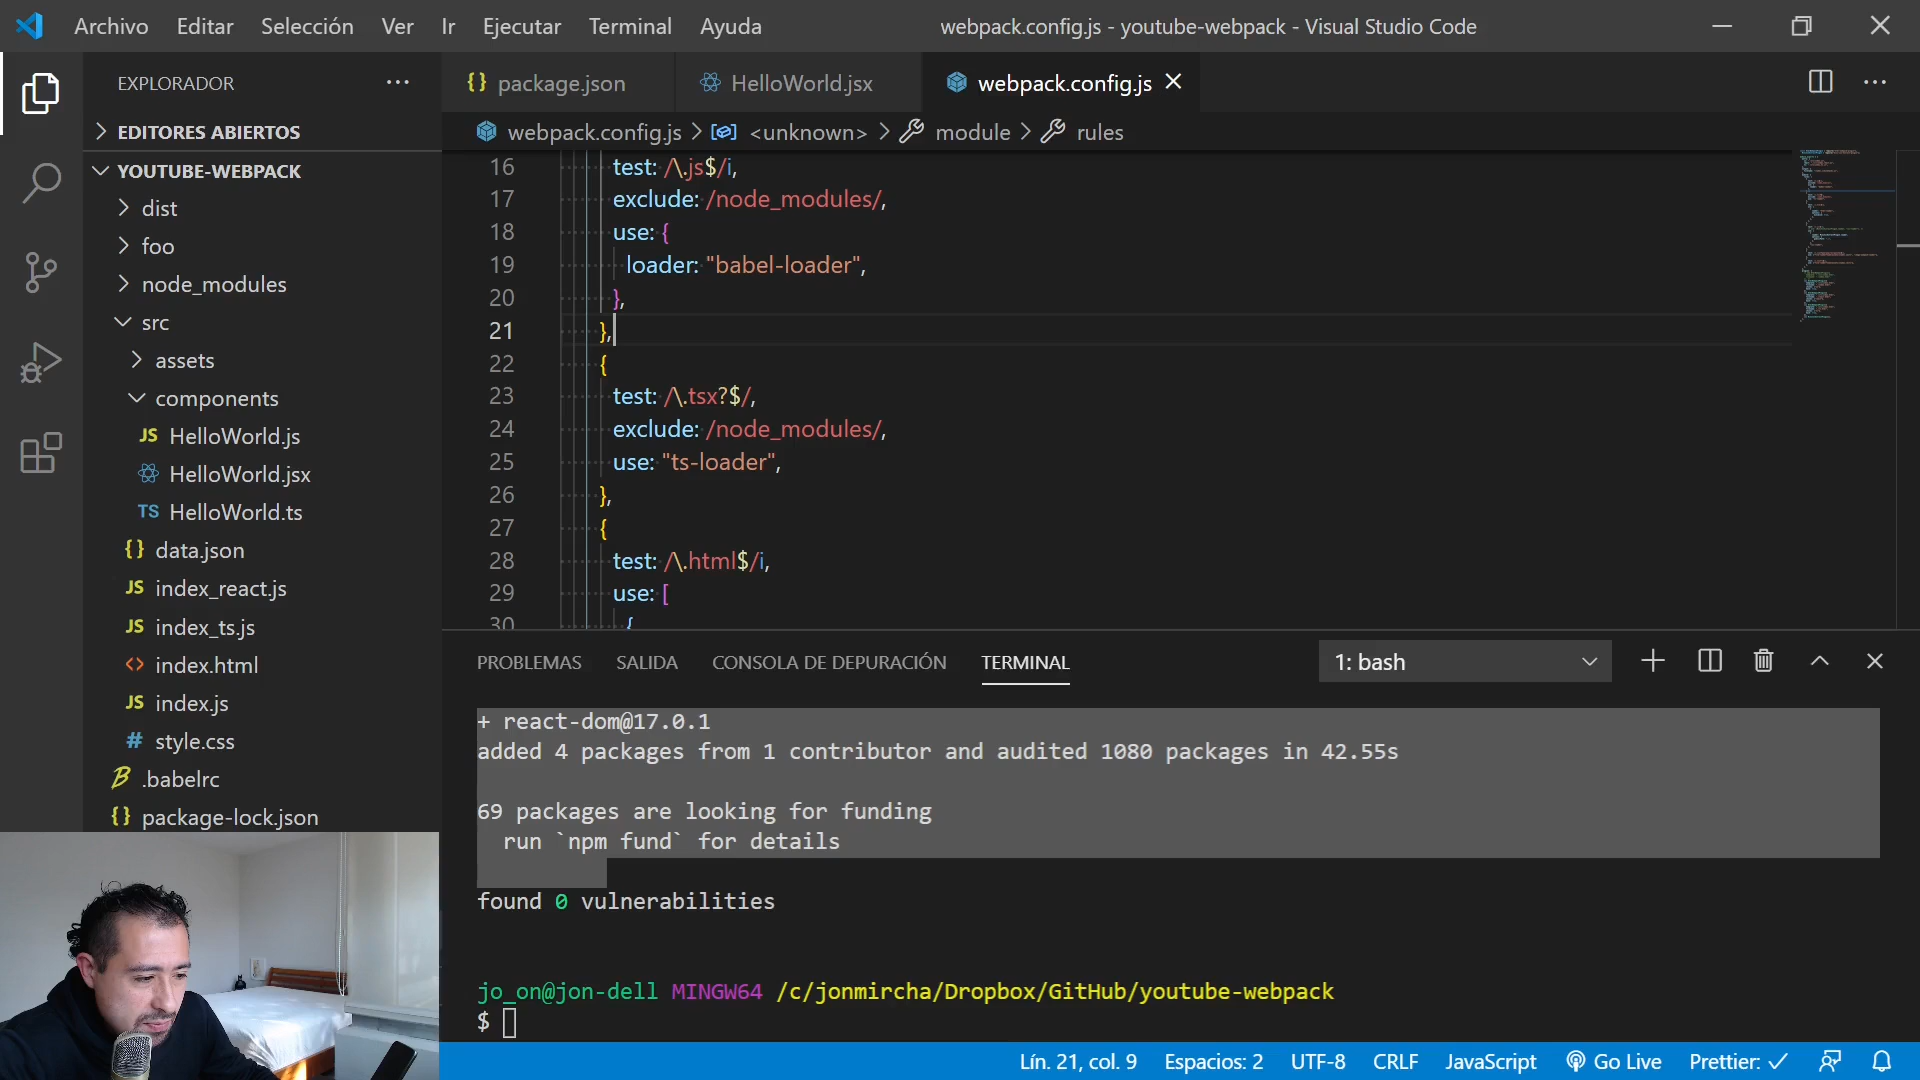 Archivo Editar Selección Ver Ir Ejecutar Terminal Ayuda webpack.config.js - youtube-webpack - Visual Studio Code
EXPLORADOR
EDITORES ABIERTOS
YOUTUBE-WEBPACK
dist
foo
node_modules
src
assets
components
JS HelloWorld.js
HelloWorld.jsx
TS HelloWorld.ts
{} data.json
JS index_react.js
JS index_ts.js
<> index.html
JS index.js
# style.css
.babelrc
{} package-lock.json
{} package.json HelloWorld.jsx webpack.config.js
webpack.config.js > <unknown> > module > rules
16 test: /\.js$/i,
17 exclude: /node_modules/,
18 use: {
19 loader: "babel-loader",
20 },
21 },
22 {
23 test: /\.tsx?$/,
24 exclude: /node_modules/,
25 use: "ts-loader",
26 },
27 {
28 test: /\.html$/i,
29 use: [
30 {
PROBLEMAS SALIDA CONSOLA DE DEPURACIÓN TERMINAL 1: bash
+ react-dom@17.0.1
added 4 packages from 1 contributor and audited 1080 packages in 42.55s
69 packages are looking for funding
run `npm fund` for details
found 0 vulnerabilities
jo_on@jon-dell MINGW64 /c/jonmircha/Dropbox/GitHub/youtube-webpack
$
Lín. 21, col. 9 Espacios: 2 UTF-8 CRLF JavaScript Go Live Prettier: ✓